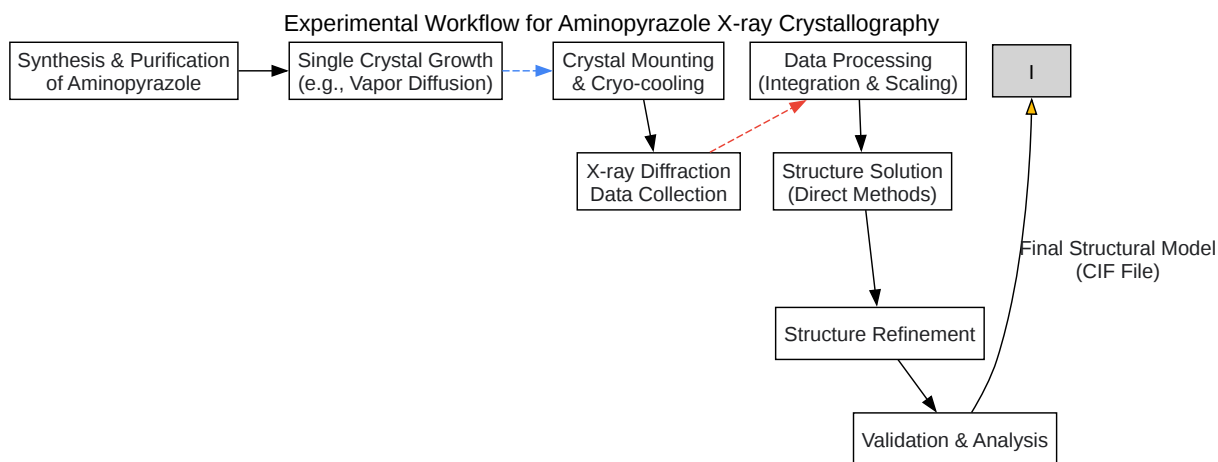 Experimental Workflow for Aminopyrazole X-ray Crystallography
Synthesis & Purification
of Aminopyrazole
Single Crystal Growth
(e.g., Vapor Diffusion)
Crystal Mounting
& Cryo-cooling
Data Processing
(Integration & Scaling)
I
X-ray Diffraction
Data Collection
Structure Solution
(Direct Methods)
Final Structural Model
(CIF File)
Structure Refinement
Validation & Analysis